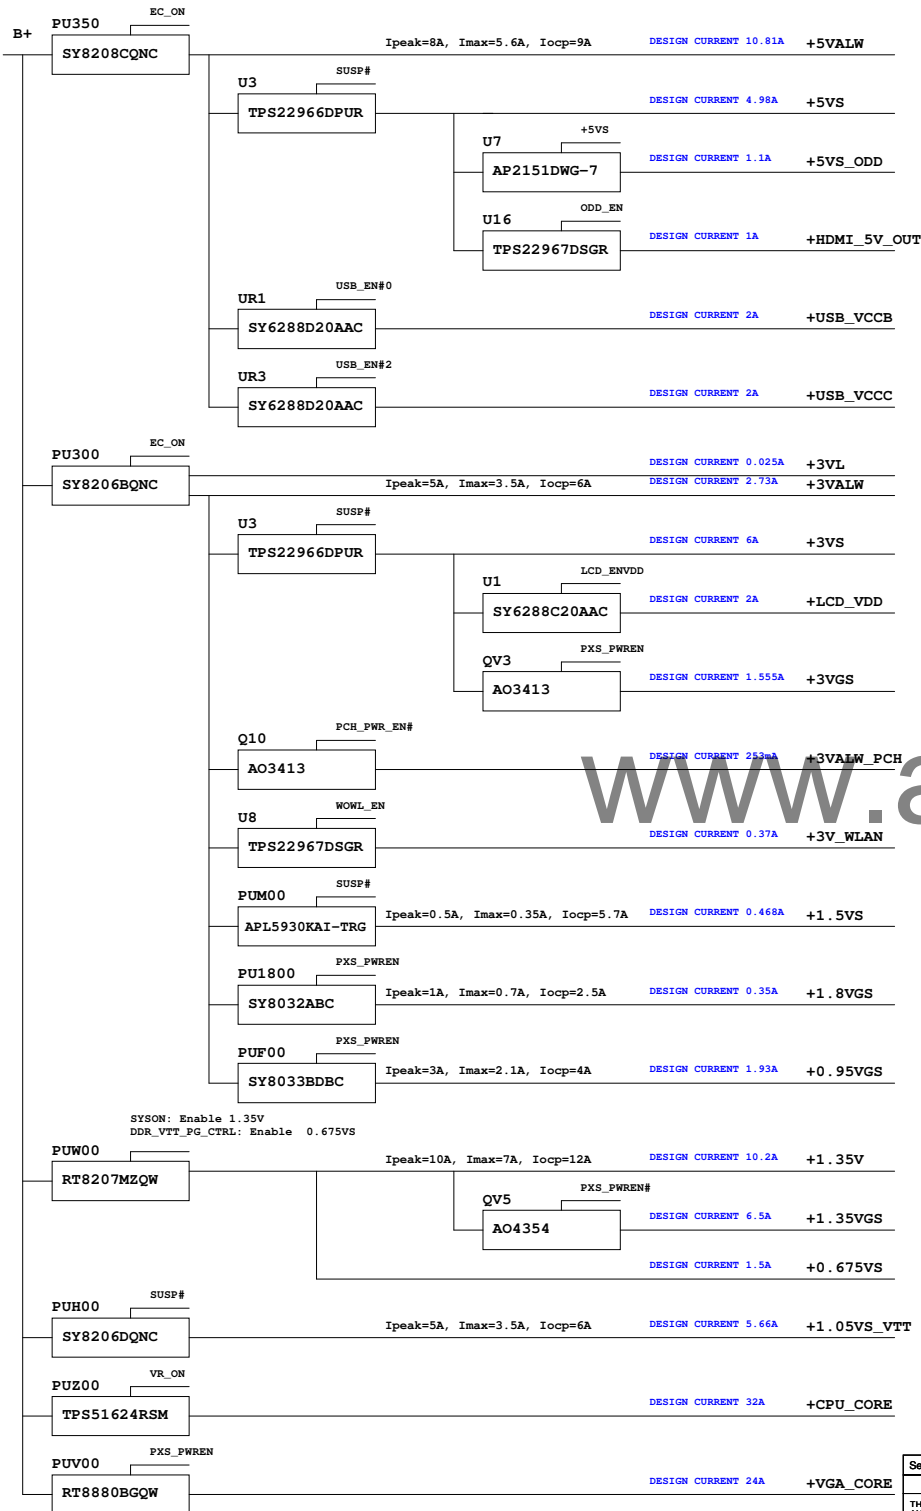 B+
PU350 EC_ON
SY8208CQNC
Ipeak=8A, Imax=5.6A, Iocp=9A DESIGN CURRENT 10.81A +5VALW
U3 SUSP#
TPS22966DPUR
DESIGN CURRENT 4.98A +5VS
U7 +5VS
AP2151DWG-7
DESIGN CURRENT 1.1A +5VS_ODD
U16 ODD_EN
TPS22967DSGR
DESIGN CURRENT 1A +HDMI_5V_OUT
UR1 USB_EN#0
SY6288D20AAC
DESIGN CURRENT 2A +USB_VCCB
UR3 USB_EN#2
SY6288D20AAC
DESIGN CURRENT 2A +USB_VCCC
PU300 EC_ON
SY8206BQNC
DESIGN CURRENT 0.025A +3VL
Ipeak=5A, Imax=3.5A, Iocp=6A DESIGN CURRENT 2.73A +3VALW
U3 SUSP#
TPS22966DPUR
DESIGN CURRENT 6A +3VS
U1 LCD_ENVDD
SY6288C20AAC
DESIGN CURRENT 2A +LCD_VDD
QV3 PXS_PWREN
AO3413
DESIGN CURRENT 1.555A +3VGS
Q10 PCH_PWR_EN#
AO3413
DESIGN CURRENT 253mA +3VALW_PCH
www.a
U8 WOWL_EN
TPS22967DSGR
DESIGN CURRENT 0.37A +3V_WLAN
PUM00 SUSP#
APL5930KAI-TRG
Ipeak=0.5A, Imax=0.35A, Iocp=5.7A DESIGN CURRENT 0.468A +1.5VS
PU1800 PXS_PWREN
SY8032ABC
Ipeak=1A, Imax=0.7A, Iocp=2.5A DESIGN CURRENT 0.35A +1.8VGS
PUF00 PXS_PWREN
SY8033BDBC
Ipeak=3A, Imax=2.1A, Iocp=4A DESIGN CURRENT 1.93A +0.95VGS
SYSON: Enable 1.35V
DDR_VTT_PG_CTRL: Enable 0.675VS
PUW00
RT8207MZQW
Ipeak=10A, Imax=7A, Iocp=12A DESIGN CURRENT 10.2A +1.35V
QV5 PXS_PWREN#
AO4354
DESIGN CURRENT 6.5A +1.35VGS
DESIGN CURRENT 1.5A +0.675VS
PUH00 SUSP#
SY8206DQNC
Ipeak=5A, Imax=3.5A, Iocp=6A DESIGN CURRENT 5.66A +1.05VS_VTT
PUZ00 VR_ON
TPS51624RSM
DESIGN CURRENT 32A +CPU_CORE
PUV00 PXS_PWREN
RT8880BGQW
DESIGN CURRENT 24A +VGA_CORE
Se